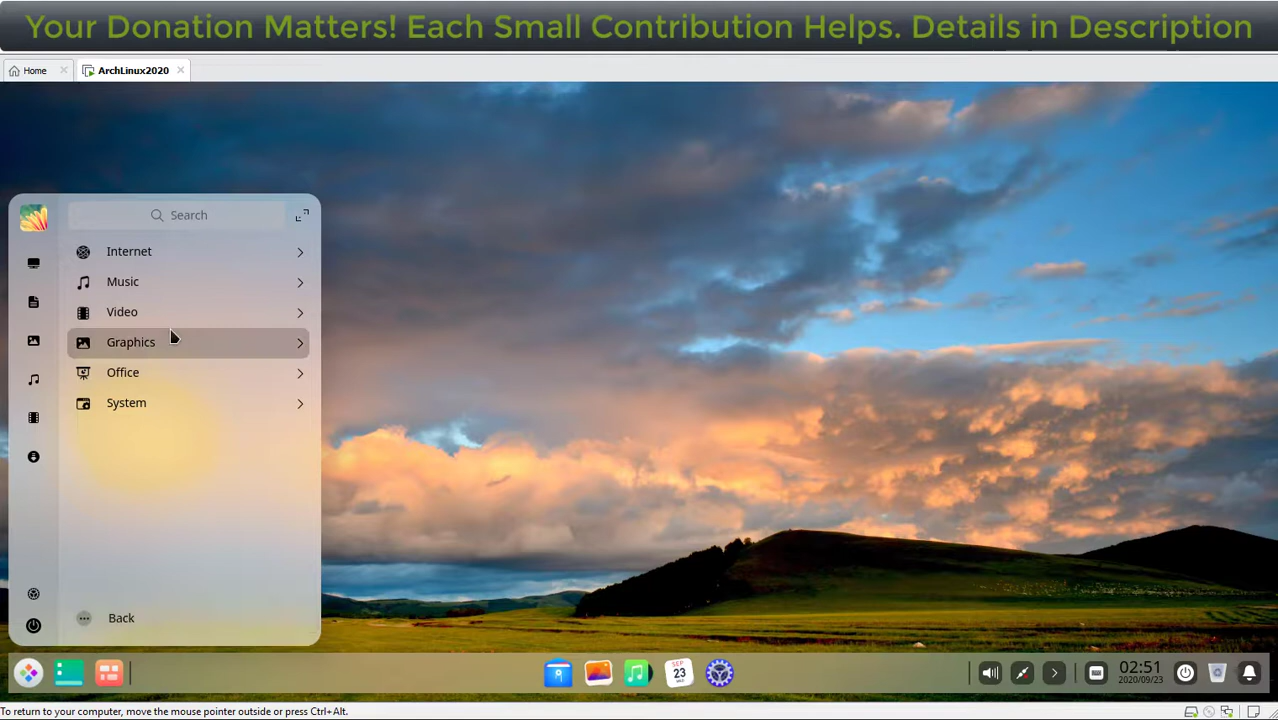 Your Donation Matters! Each Small Contribution Helps. Details in Description
Home
ArchLinux2020
Search
Internet
Music
Video
Graphics
Office
System
Back
SEP
23
02:51
2020/09/23
To return to your computer, move the mouse pointer outside or press Ctrl+Alt.